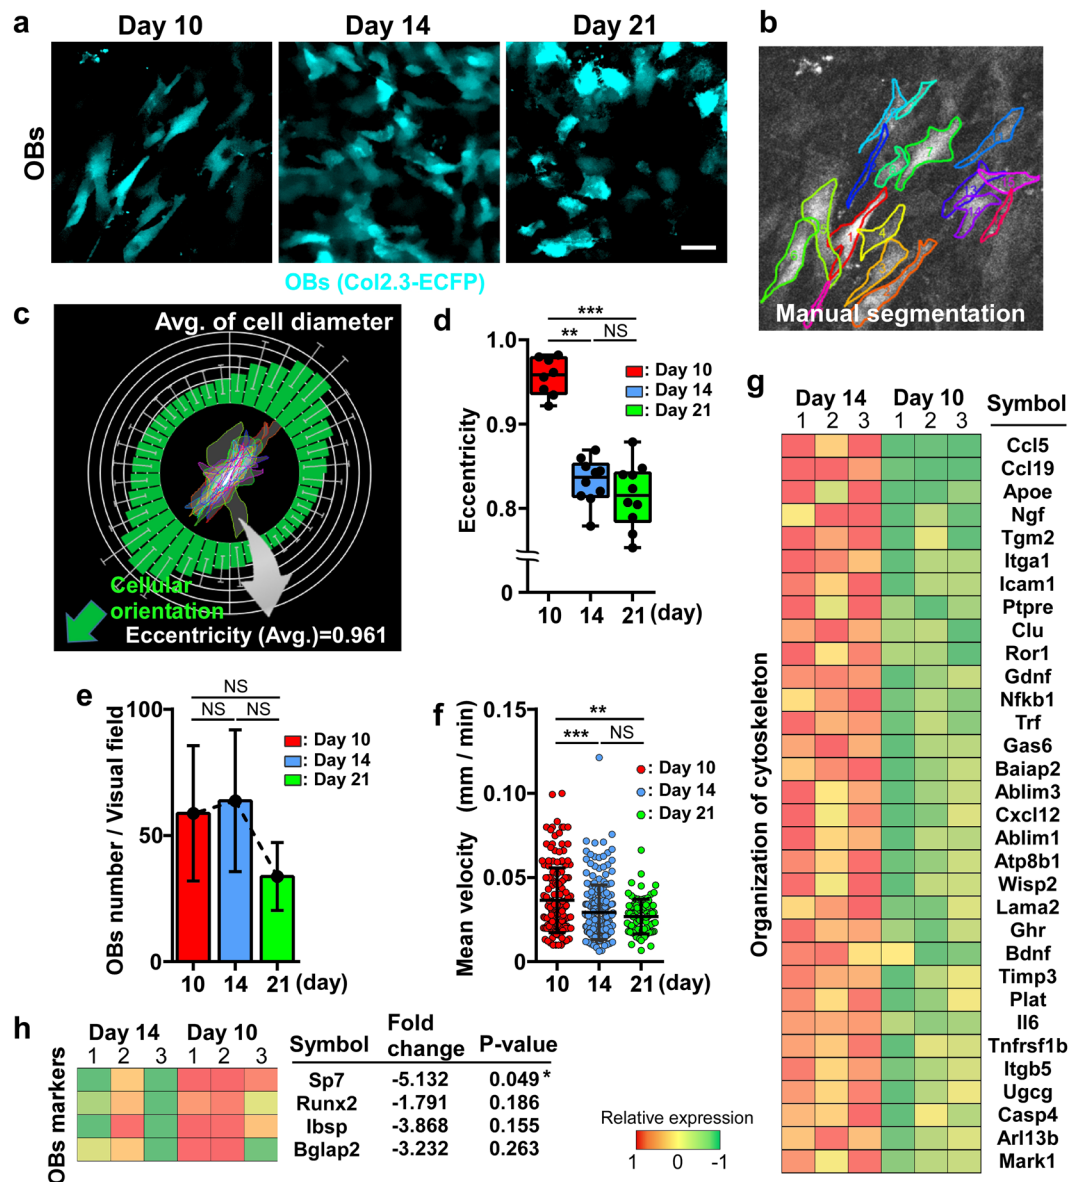 a
Day 10
Day 14
Day 21
OBs
OBs (Col2.3-ECFP)
b
13
1
4
Manual segmentation
c
Avg. of cell diameter
Cellular
orientation
Eccentricity (Avg.)=0.961
d
***
**
NS
1.0
0.9
0.8
0
Eccentricity
: Day 10
: Day 14
: Day 21
10 14 21 (day)
e
NS
NS NS
100
50
0
OBs number / Visual field
: Day 10
: Day 14
: Day 21
10 14 21 (day)
f
**
***
NS
0.15
0.10
0.05
0
Mean velocity (mm / min)
: Day 10
: Day 14
: Day 21
10 14 21 (day)
g
Day 14 Day 10
1 2 3 1 2 3
Symbol
Organization of cytoskeleton
Ccl5
Ccl19
Apoe
Ngf
Tgm2
Itga1
Icam1
Ptpre
Clu
Ror1
Gdnf
Nfkb1
Trf
Gas6
Baiap2
Ablim3
Cxcl12
Ablim1
Atp8b1
Wisp2
Lama2
Ghr
Bdnf
Timp3
Plat
Il6
Tnfrsf1b
Itgb5
Ugcg
Casp4
Arl13b
Mark1
h
Day 14 Day 10
1 2 3 1 2 3
OBs markers
Symbol Fold change P-value
Sp7 -5.132 0.049 *
Runx2 -1.791 0.186
Ibsp -3.868 0.155
Bglap2 -3.232 0.263
Relative expression
1 0 -1